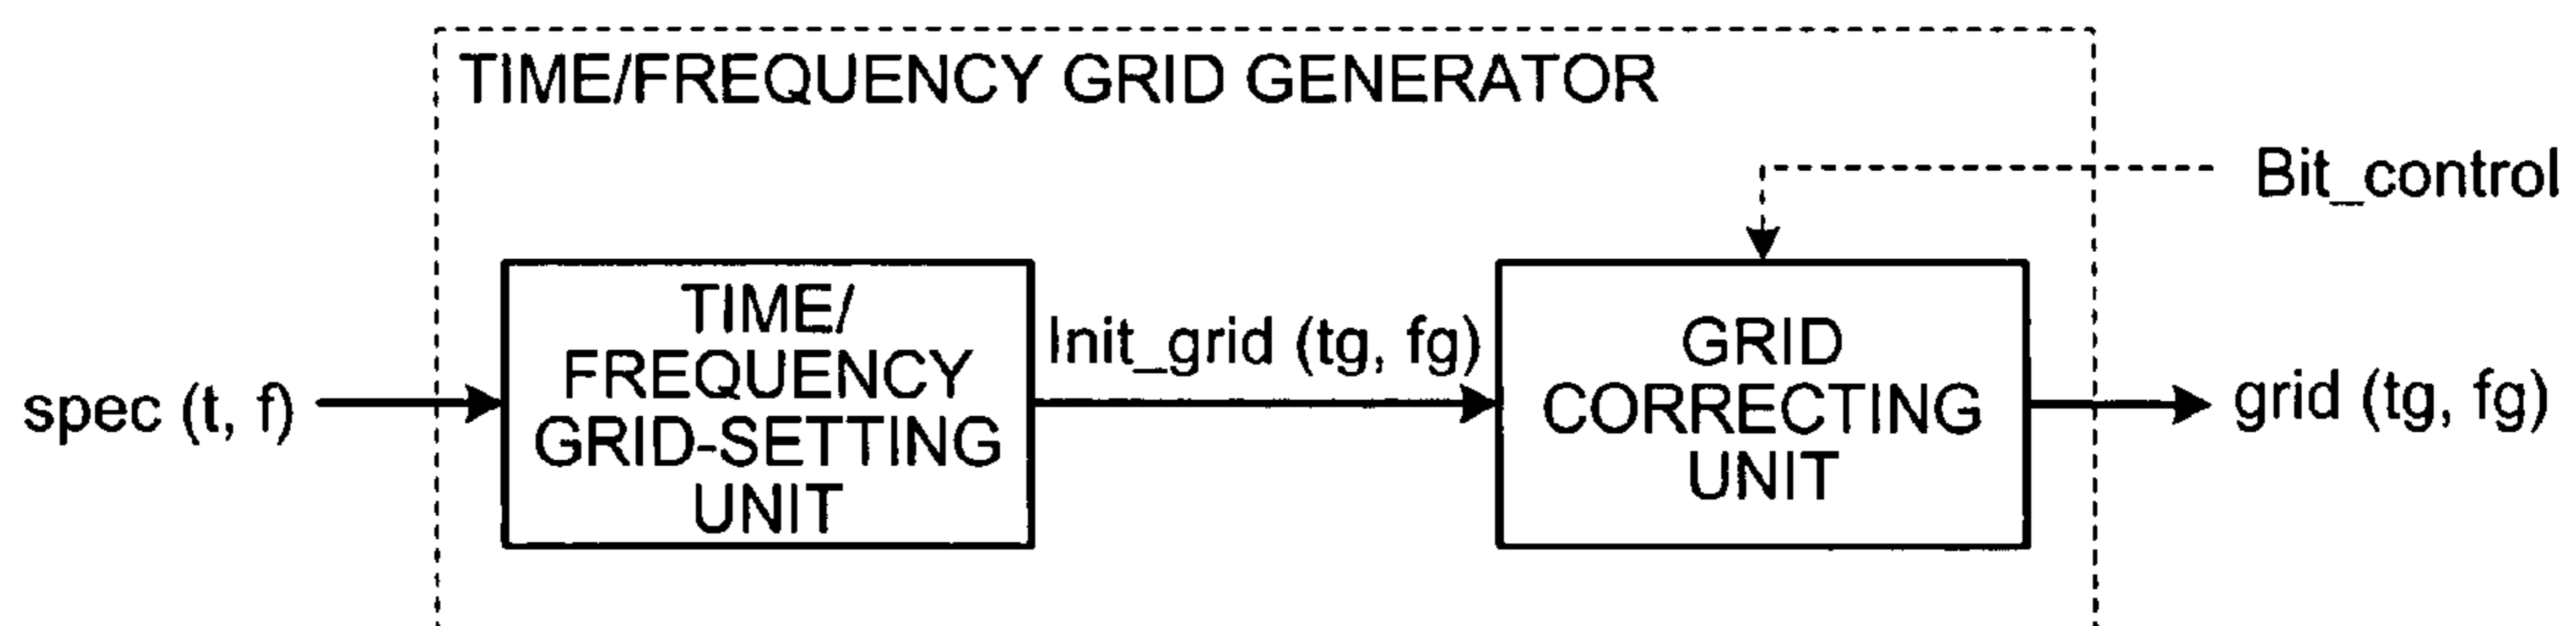 TIME/FREQUENCY GRID GENERATOR
Bit_control
spec (t, f)
TIME/
FREQUENCY
GRID-SETTING
UNIT
Init_grid (tg, fg)
GRID
CORRECTING
UNIT
grid (tg, fg)